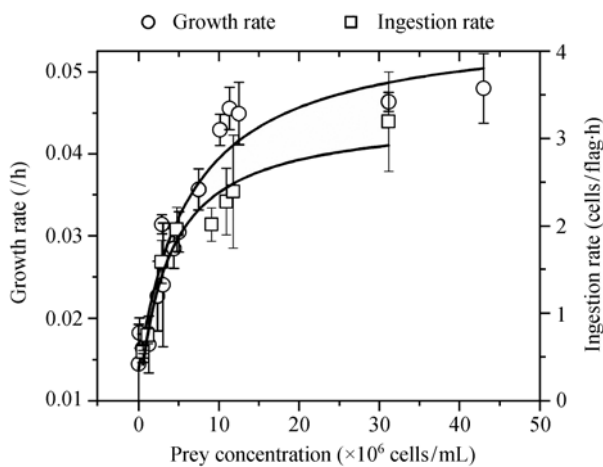 Growth rate Ingestion rate
Growth rate (/h)
0.05
0.04
0.03
0.02
0.01
4
3
2
1
0
Ingestion rate (cells/flag·h)
0 10 20 30 40 50
Prey concentration (×10⁶ cells/mL)